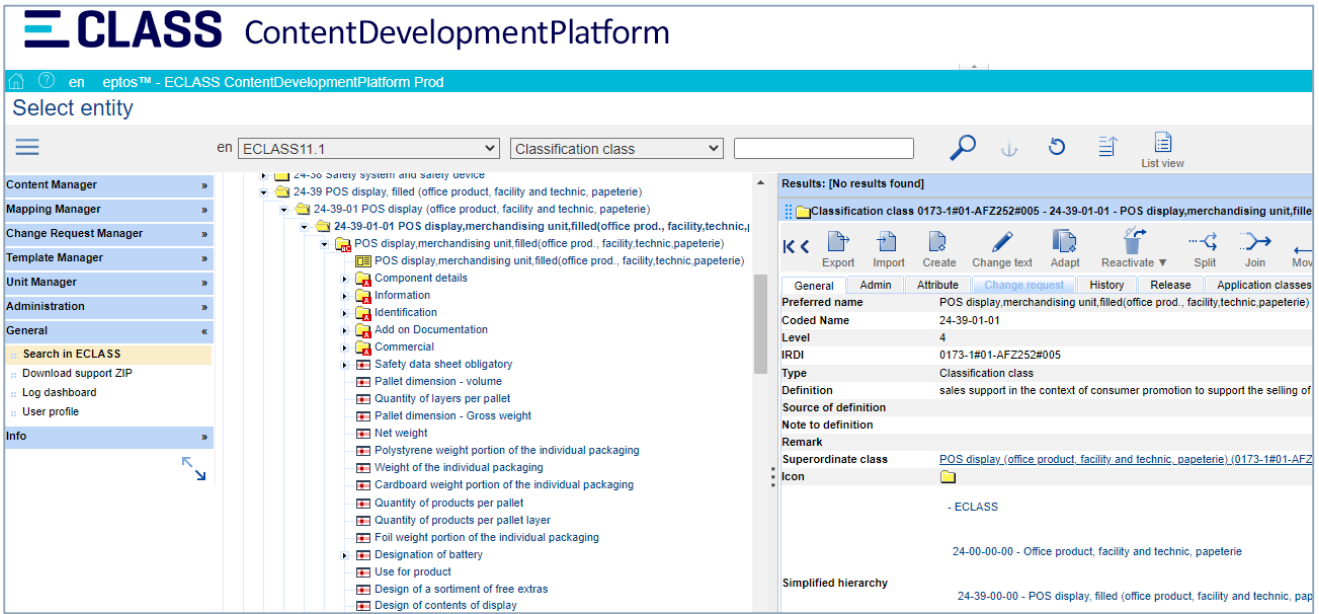 ECLASS ContentDevelopmentPlatform
en eptos™ - ECLASS ContentDevelopmentPlatform Prod
Select entity
en ECLASS11.1 Classification class
List view
Content Manager »
Mapping Manager »
Change Request Manager »
Template Manager »
Unit Manager »
Administration »
General «
Search in ECLASS
Download support ZIP
Log dashboard
User profile
Info »
24-38 Safety system and safety device
24-39 POS display, filled (office product, facility and technic, papeterie)
24-39-01 POS display (office product, facility and technic, papeterie)
24-39-01-01 POS display,merchandising unit,filled(office prod., facility,technic,
POS display,merchandising unit,filled(office prod., facility,technic,papeterie)
POS display,merchandising unit,filled(office prod., facility,technic,papeterie)
Component details
Information
Identification
Add on Documentation
Commercial
Safety data sheet obligatory
Pallet dimension - volume
Quantity of layers per pallet
Pallet dimension - Gross weight
Net weight
Polystyrene weight portion of the individual packaging
Weight of the individual packaging
Cardboard weight portion of the individual packaging
Quantity of products per pallet
Quantity of products per pallet layer
Foil weight portion of the individual packaging
Designation of battery
Use for product
Design of a sortiment of free extras
Design of contents of display
Results: [No results found]
Classification class 0173-1#01-AFZ252#005 - 24-39-01-01 - POS display,merchandising unit,fille
Export Import Create Change text Adapt Reactivate ▼ Split Join Mov
General Admin Attribute Change request History Release Application classes
Preferred name POS display,merchandising unit,filled(office prod., facility,technic,papeterie)
Coded Name 24-39-01-01
Level 4
IRDI 0173-1#01-AFZ252#005
Type Classification class
Definition sales support in the context of consumer promotion to support the selling of
Source of definition
Note to definition
Remark
Superordinate class POS display (office product, facility and technic, papeterie) (0173-1#01-AFZ
Icon
- ECLASS
24-00-00-00 - Office product, facility and technic, papeterie
Simplified hierarchy
24-39-00-00 - POS display, filled (office product, facility and technic, pap